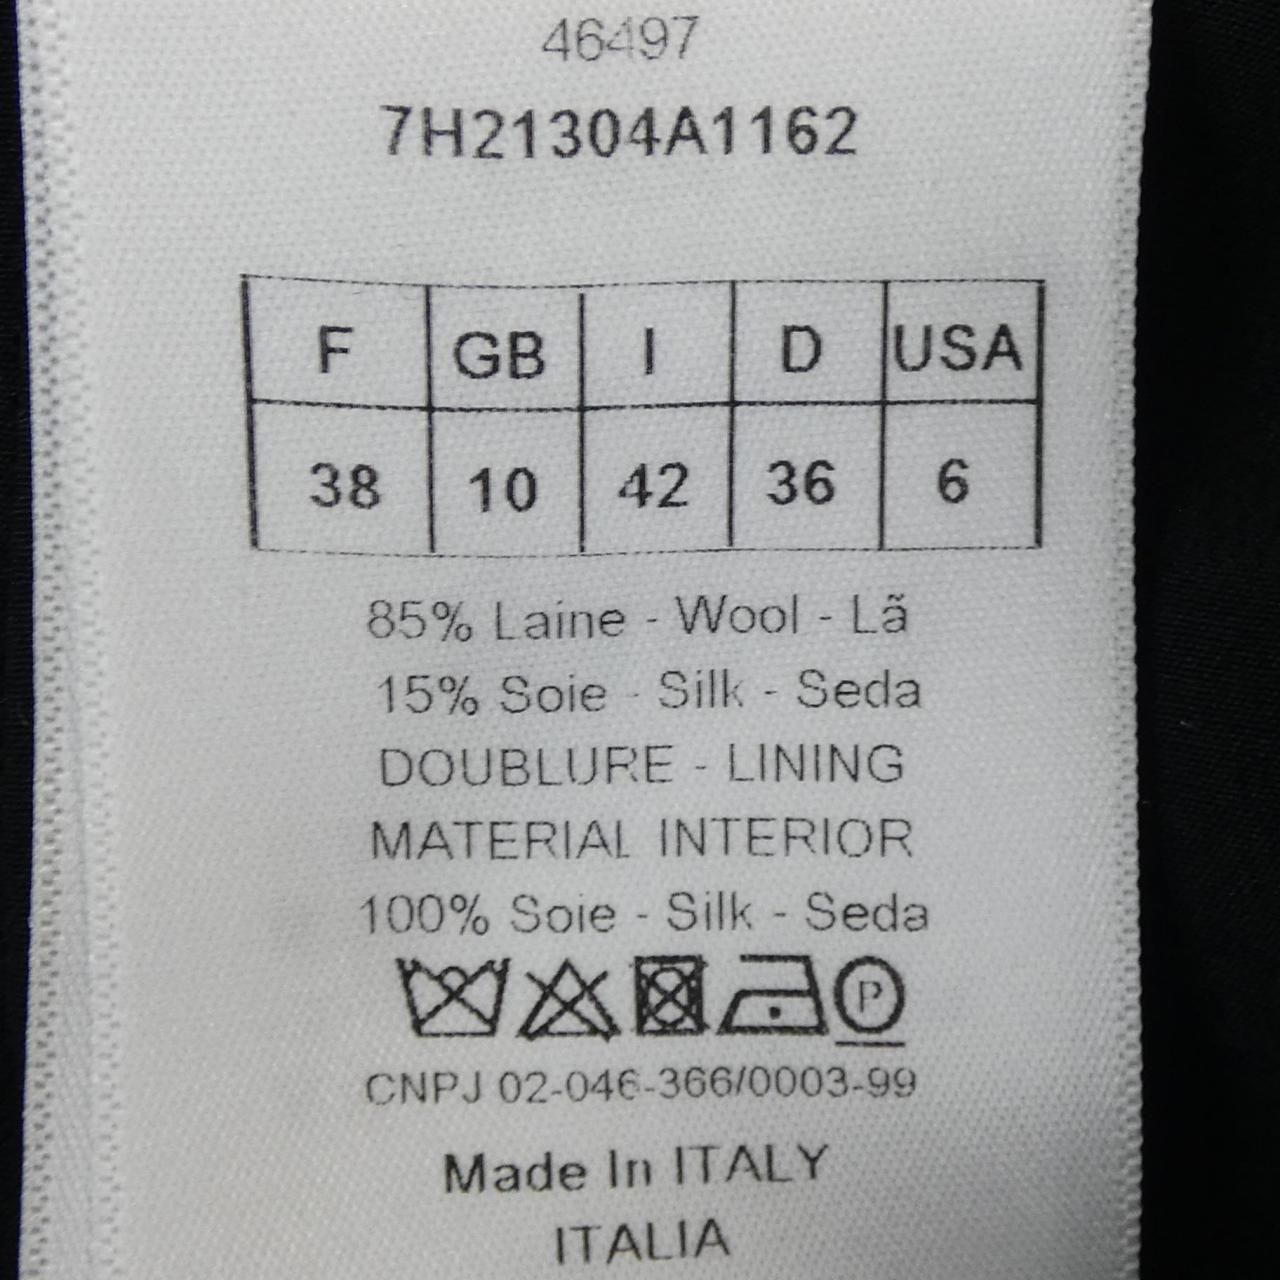 46497
7H21304A1162
F GB I D USA
38 10 42 36 6
85% Laine - Wool - Lã
15% Soie - Silk - Seda
DOUBLURE - LINING
MATERIAL INTERIOR
100% Soie - Silk - Seda
P
CNPJ 02-046-366/0003-99
Made In ITALY
ITALIA